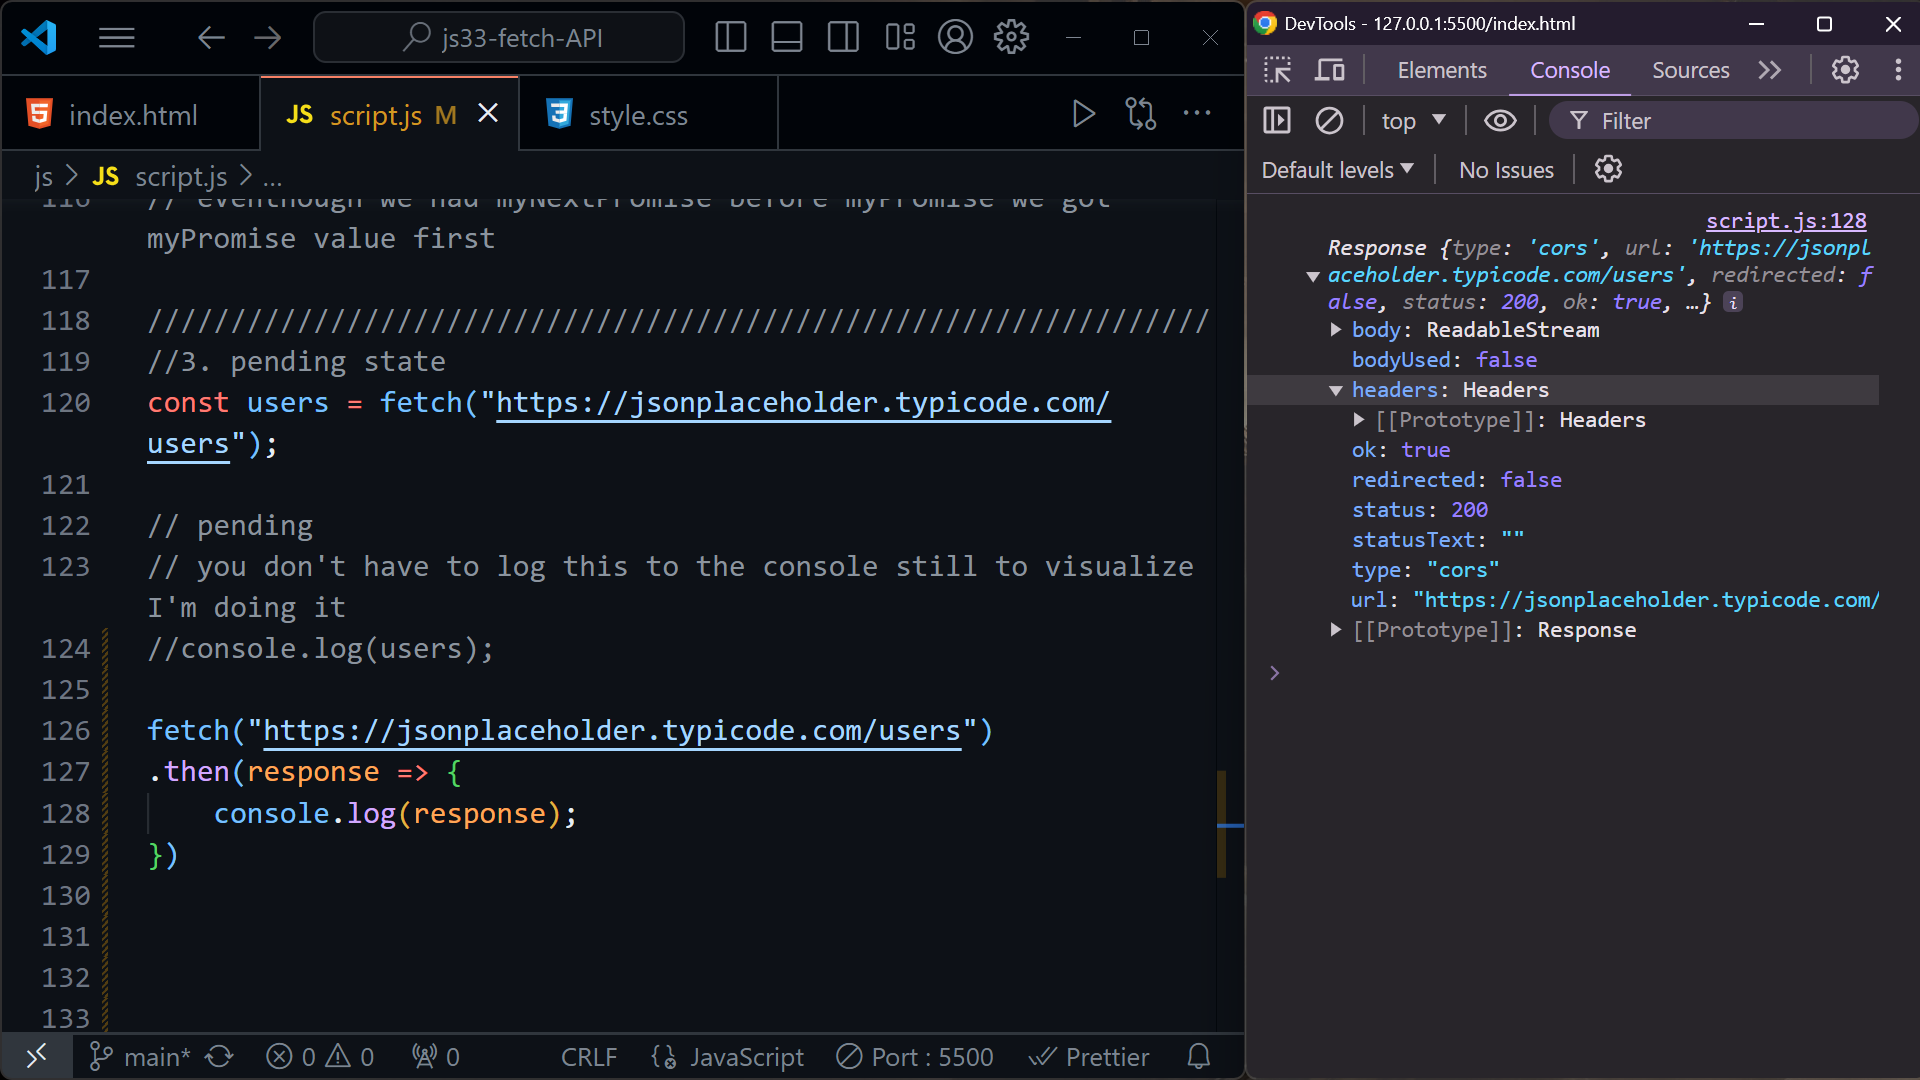 js33-fetch-API
index.html
JS script.js M
style.css
js > JS script.js > ...
116 // eventhough we had myNextPromise before myPromise we got
myPromise value first
117
118 ////////////////////////////////////////////////////////////////
119 //3. pending state
120 const users = fetch("https://jsonplaceholder.typicode.com/
users");
121
122 // pending
123 // you don't have to log this to the console still to visualize
I'm doing it
124 //console.log(users);
125
126 fetch("https://jsonplaceholder.typicode.com/users")
127 .then(response => {
128 console.log(response);
129 })
130
131
132
133
main* 0 0 0 CRLF JavaScript Port : 5500 Prettier
DevTools - 127.0.0.1:5500/index.html
Elements Console Sources
top Filter
Default levels No Issues
script.js:128
Response {type: 'cors', url: 'https://jsonpl
aceholder.typicode.com/users', redirected: f
alse, status: 200, ok: true, …} i
body: ReadableStream
bodyUsed: false
headers: Headers
[[Prototype]]: Headers
ok: true
redirected: false
status: 200
statusText: ""
type: "cors"
url: "https://jsonplaceholder.typicode.com/
[[Prototype]]: Response